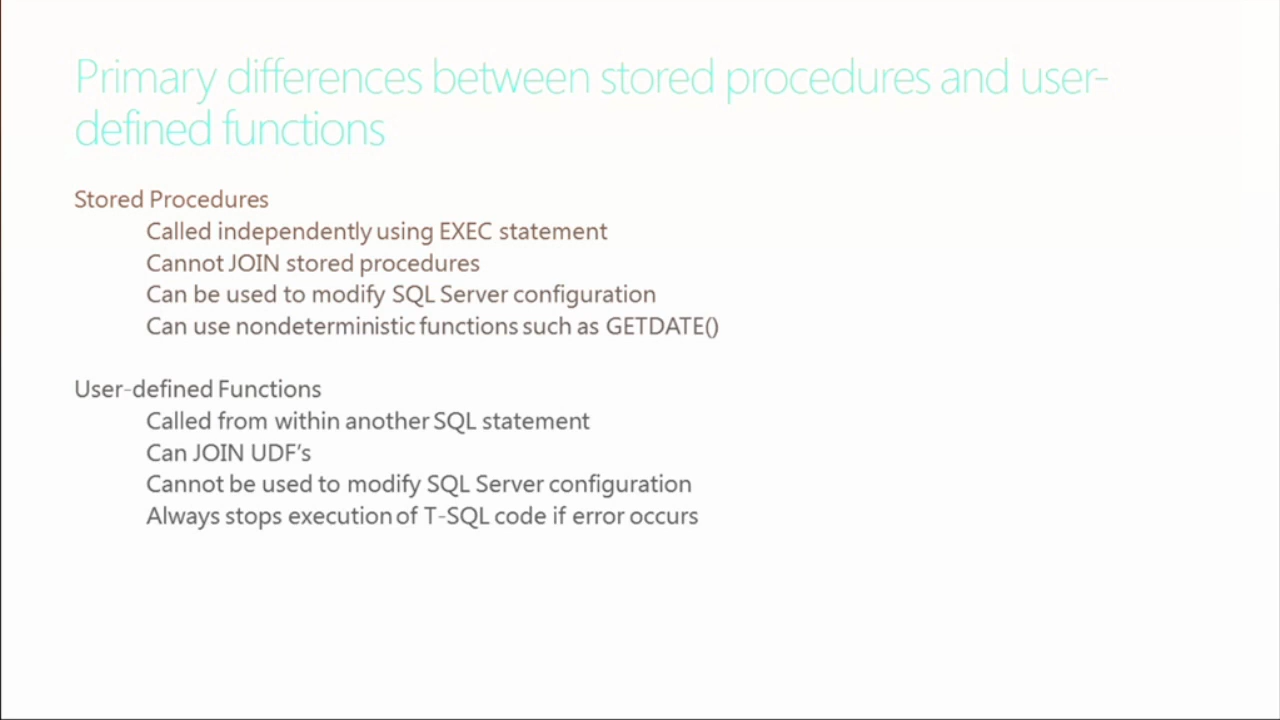 Primary differences between stored procedures and user-
defined functions
Stored Procedures
Called independently using EXEC statement
Cannot JOIN stored procedures
Can be used to modify SQL Server configuration
Can use nondeterministic functions such as GETDATE()
User-defined Functions
Called from within another SQL statement
Can JOIN UDF’s
Cannot be used to modify SQL Server configuration
Always stops execution of T-SQL code if error occurs